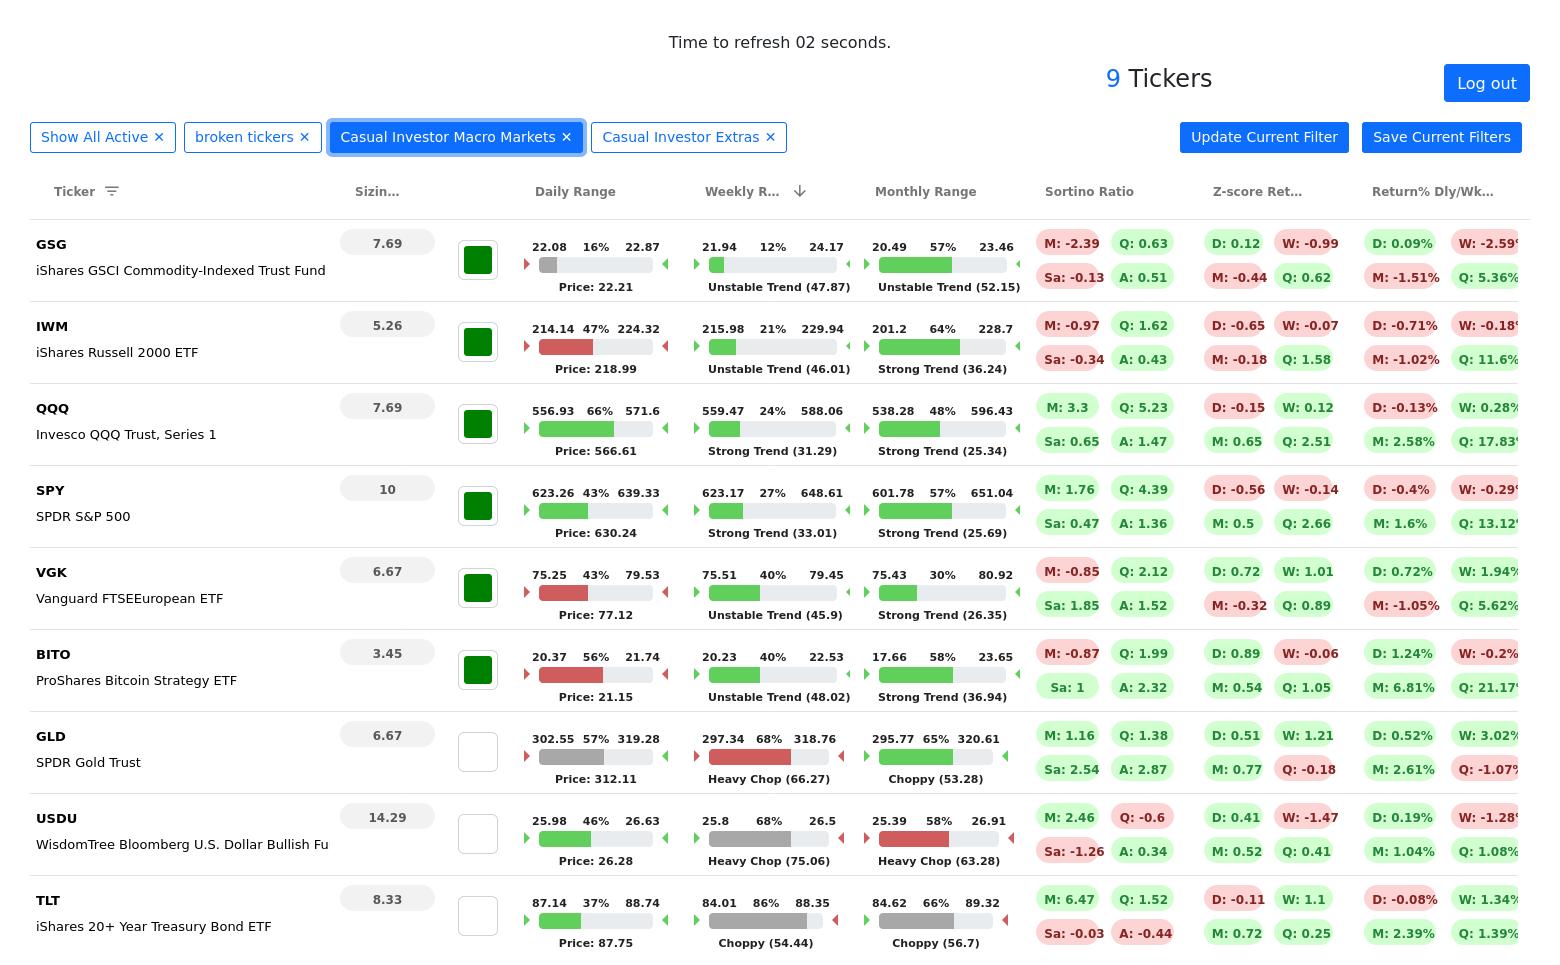 Time to refresh 02 seconds.
9 Tickers
Log out
Show All Active ✕ broken tickers ✕ Casual Investor Macro Markets ✕ Casual Investor Extras ✕ Update Current Filter Save Current Filters
Ticker Sizin… Daily Range Weekly R… Monthly Range Sortino Ratio Z-score Ret… Return% Dly/Wk…
GSG 7.69 22.08 16% 22.87 21.94 12% 24.17 20.49 57% 23.46 M: -2.39 Q: 0.63 D: 0.12 W: -0.99 D: 0.09% W: -2.59%
iShares GSCI Commodity-Indexed Trust Fund Price: 22.21 Unstable Trend (47.87) Unstable Trend (52.15) Sa: -0.13 A: 0.51 M: -0.44 Q: 0.62 M: -1.51% Q: 5.36%
IWM 5.26 214.14 47% 224.32 215.98 21% 229.94 201.2 64% 228.7 M: -0.97 Q: 1.62 D: -0.65 W: -0.07 D: -0.71% W: -0.18%
iShares Russell 2000 ETF Price: 218.99 Unstable Trend (46.01) Strong Trend (36.24) Sa: -0.34 A: 0.43 M: -0.18 Q: 1.58 M: -1.02% Q: 11.6%
QQQ 7.69 556.93 66% 571.6 559.47 24% 588.06 538.28 48% 596.43 M: 3.3 Q: 5.23 D: -0.15 W: 0.12 D: -0.13% W: 0.28%
Invesco QQQ Trust, Series 1 Price: 566.61 Strong Trend (31.29) Strong Trend (25.34) Sa: 0.65 A: 1.47 M: 0.65 Q: 2.51 M: 2.58% Q: 17.83%
SPY 10 623.26 43% 639.33 623.17 27% 648.61 601.78 57% 651.04 M: 1.76 Q: 4.39 D: -0.56 W: -0.14 D: -0.4% W: -0.29%
SPDR S&P 500 Price: 630.24 Strong Trend (33.01) Strong Trend (25.69) Sa: 0.47 A: 1.36 M: 0.5 Q: 2.66 M: 1.6% Q: 13.12%
VGK 6.67 75.25 43% 79.53 75.51 40% 79.45 75.43 30% 80.92 M: -0.85 Q: 2.12 D: 0.72 W: 1.01 D: 0.72% W: 1.94%
Vanguard FTSEEuropean ETF Price: 77.12 Unstable Trend (45.9) Strong Trend (26.35) Sa: 1.85 A: 1.52 M: -0.32 Q: 0.89 M: -1.05% Q: 5.62%
BITO 3.45 20.37 56% 21.74 20.23 40% 22.53 17.66 58% 23.65 M: -0.87 Q: 1.99 D: 0.89 W: -0.06 D: 1.24% W: -0.2%
ProShares Bitcoin Strategy ETF Price: 21.15 Unstable Trend (48.02) Strong Trend (36.94) Sa: 1 A: 2.32 M: 0.54 Q: 1.05 M: 6.81% Q: 21.17%
GLD 6.67 302.55 57% 319.28 297.34 68% 318.76 295.77 65% 320.61 M: 1.16 Q: 1.38 D: 0.51 W: 1.21 D: 0.52% W: 3.02%
SPDR Gold Trust Price: 312.11 Heavy Chop (66.27) Choppy (53.28) Sa: 2.54 A: 2.87 M: 0.77 Q: -0.18 M: 2.61% Q: -1.07%
USDU 14.29 25.98 46% 26.63 25.8 68% 26.5 25.39 58% 26.91 M: 2.46 Q: -0.6 D: 0.41 W: -1.47 D: 0.19% W: -1.28%
WisdomTree Bloomberg U.S. Dollar Bullish Fu Price: 26.28 Heavy Chop (75.06) Heavy Chop (63.28) Sa: -1.26 A: 0.34 M: 0.52 Q: 0.41 M: 1.04% Q: 1.08%
TLT 8.33 87.14 37% 88.74 84.01 86% 88.35 84.62 66% 89.32 M: 6.47 Q: 1.52 D: -0.11 W: 1.1 D: -0.08% W: 1.34%
iShares 20+ Year Treasury Bond ETF Price: 87.75 Choppy (54.44) Choppy (56.7) Sa: -0.03 A: -0.44 M: 0.72 Q: 0.25 M: 2.39% Q: 1.39%